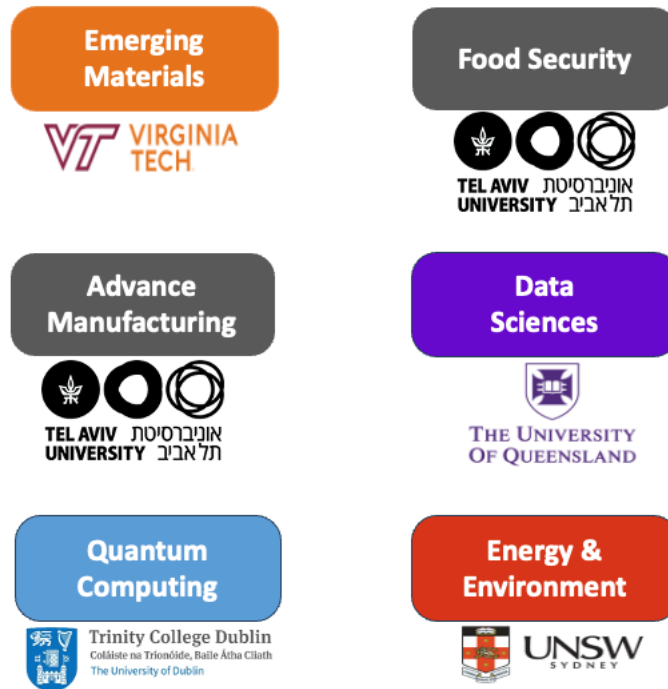 Emerging
Materials
VT VIRGINIA
TECH
Food Security
TEL AVIV אוניברסיטת
UNIVERSITY תל אביב
Advance
Manufacturing
TEL AVIV אוניברסיטת
UNIVERSITY תל אביב
Data
Sciences
THE UNIVERSITY
OF QUEENSLAND
Quantum
Computing
Trinity College Dublin
Coláiste na Tríonóide, Baile Átha Cliath
The University of Dublin
Energy &
Environment
UNSW
SYDNEY